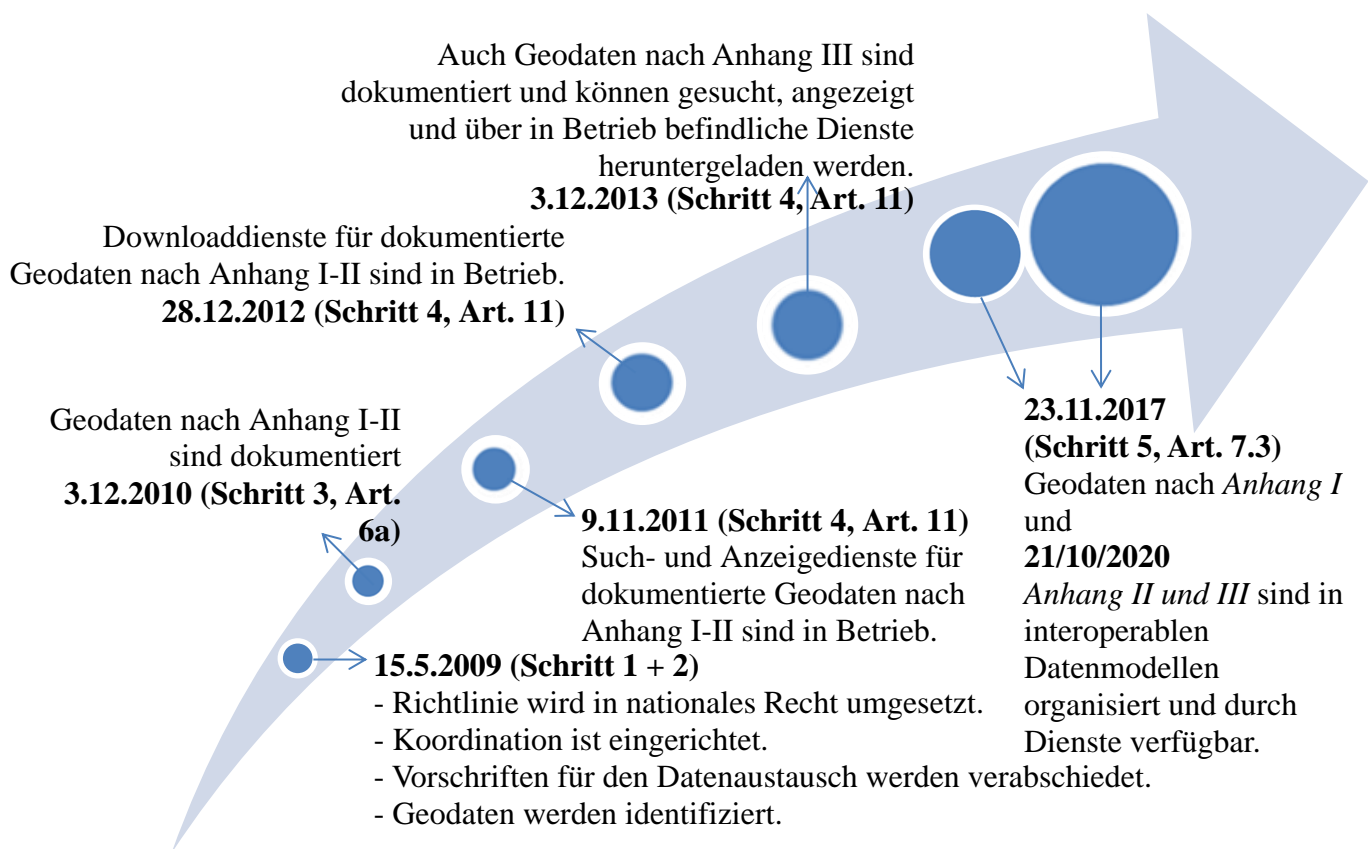 Auch Geodaten nach Anhang III sind
dokumentiert und können gesucht, angezeigt
und über in Betrieb befindliche Dienste
heruntergeladen werden.
3.12.2013 (Schritt 4, Art. 11)
Downloaddienste für dokumentierte
Geodaten nach Anhang I-II sind in Betrieb.
28.12.2012 (Schritt 4, Art. 11)
Geodaten nach Anhang I-II
sind dokumentiert
3.12.2010 (Schritt 3, Art.
6a)
9.11.2011 (Schritt 4, Art. 11)
Such- und Anzeigedienste für
dokumentierte Geodaten nach
Anhang I-II sind in Betrieb.
15.5.2009 (Schritt 1 + 2)
- Richtlinie wird in nationales Recht umgesetzt.
- Koordination ist eingerichtet.
- Vorschriften für den Datenaustausch werden verabschiedet.
- Geodaten werden identifiziert.
23.11.2017
(Schritt 5, Art. 7.3)
Geodaten nach Anhang I
und
21/10/2020
Anhang II und III sind in
interoperablen
Datenmodellen
organisiert und durch
Dienste verfügbar.